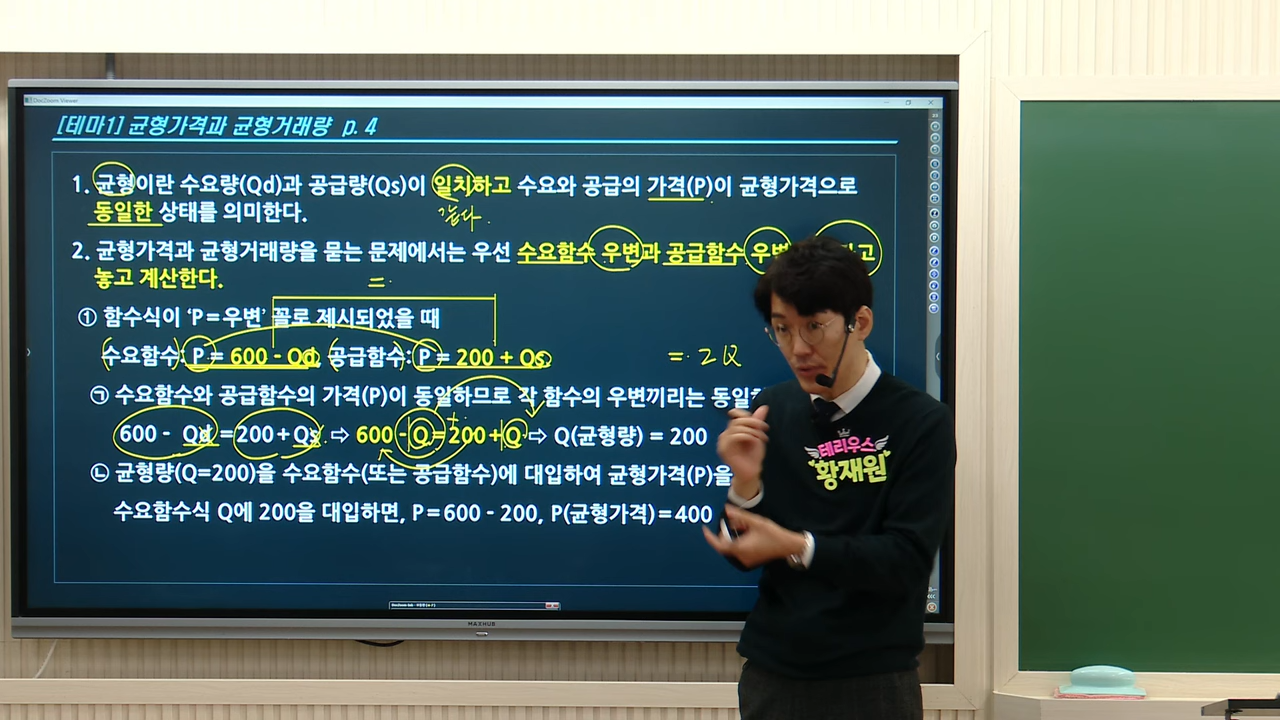 DocZoom Viewer
[테마1] 균형가격과 균형거래량 p. 4
1. 균형이란 수요량(Qd)과 공급량(Qs)이 일치하고 수요와 공급의 가격(P)이 균형가격으로
동일한 상태를 의미한다.
같다.
2. 균형가격과 균형거래량을 묻는 문제에서는 우선 수요함수 우변과 공급함수
놓고 계산한다.
=
① 함수식이 ‘P=우변’ 꼴로 제시되었을 때
수요함수: P = 600 - Qd, 공급함수: P = 200 + Qs
= 2Q
㉠ 수요함수와 공급함수의 가격(P)이 동일하므로 각 함수의 우변끼리는
600 - Qd =200+Qs ⇨ 600-Q=200+Q ⇨ Q(균형량) = 200
㉡ 균형량(Q=200)을 수요함수(또는 공급함수)에 대입하여 균형가격(P)을
수요함수식 Q에 200을 대입하면, P=600 - 200, P(균형가격)=400
테리우스
황재원
MAXHUB